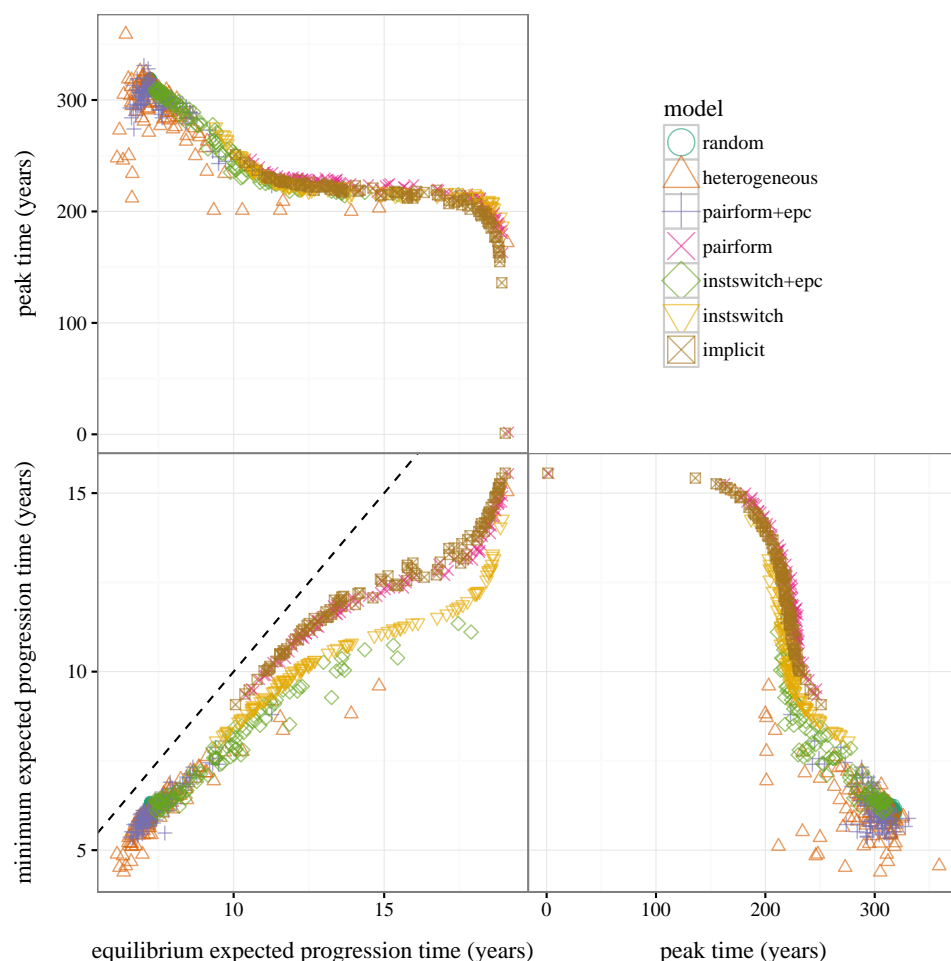 300
200
100
0
peak time (years)
model
random
heterogeneous
pairform+epc
pairform
instswitch+epc
instswitch
implicit
15
10
5
minimum expected progression time (years)
10 15
0 100 200 300
equilibrium expected progression time (years)
peak time (years)